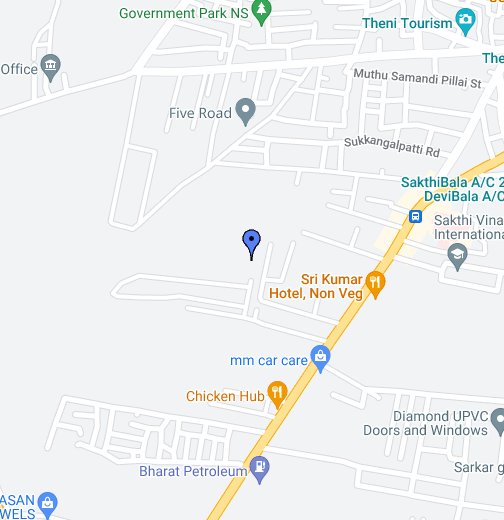 Government Park NS
Theni Tourism
Office
The
Muthu Samandi Pillai St
Five Road
Sukkangalpatti Rd
SakthiBala A/C 2
DeviBala A/C
Sakthi Vina
International
Sri Kumar
Hotel, Non Veg
mm car care
Chicken Hub
Diamond UPVC
Doors and Windows
Sarkar g
Bharat Petroleum
ASAN
WELS